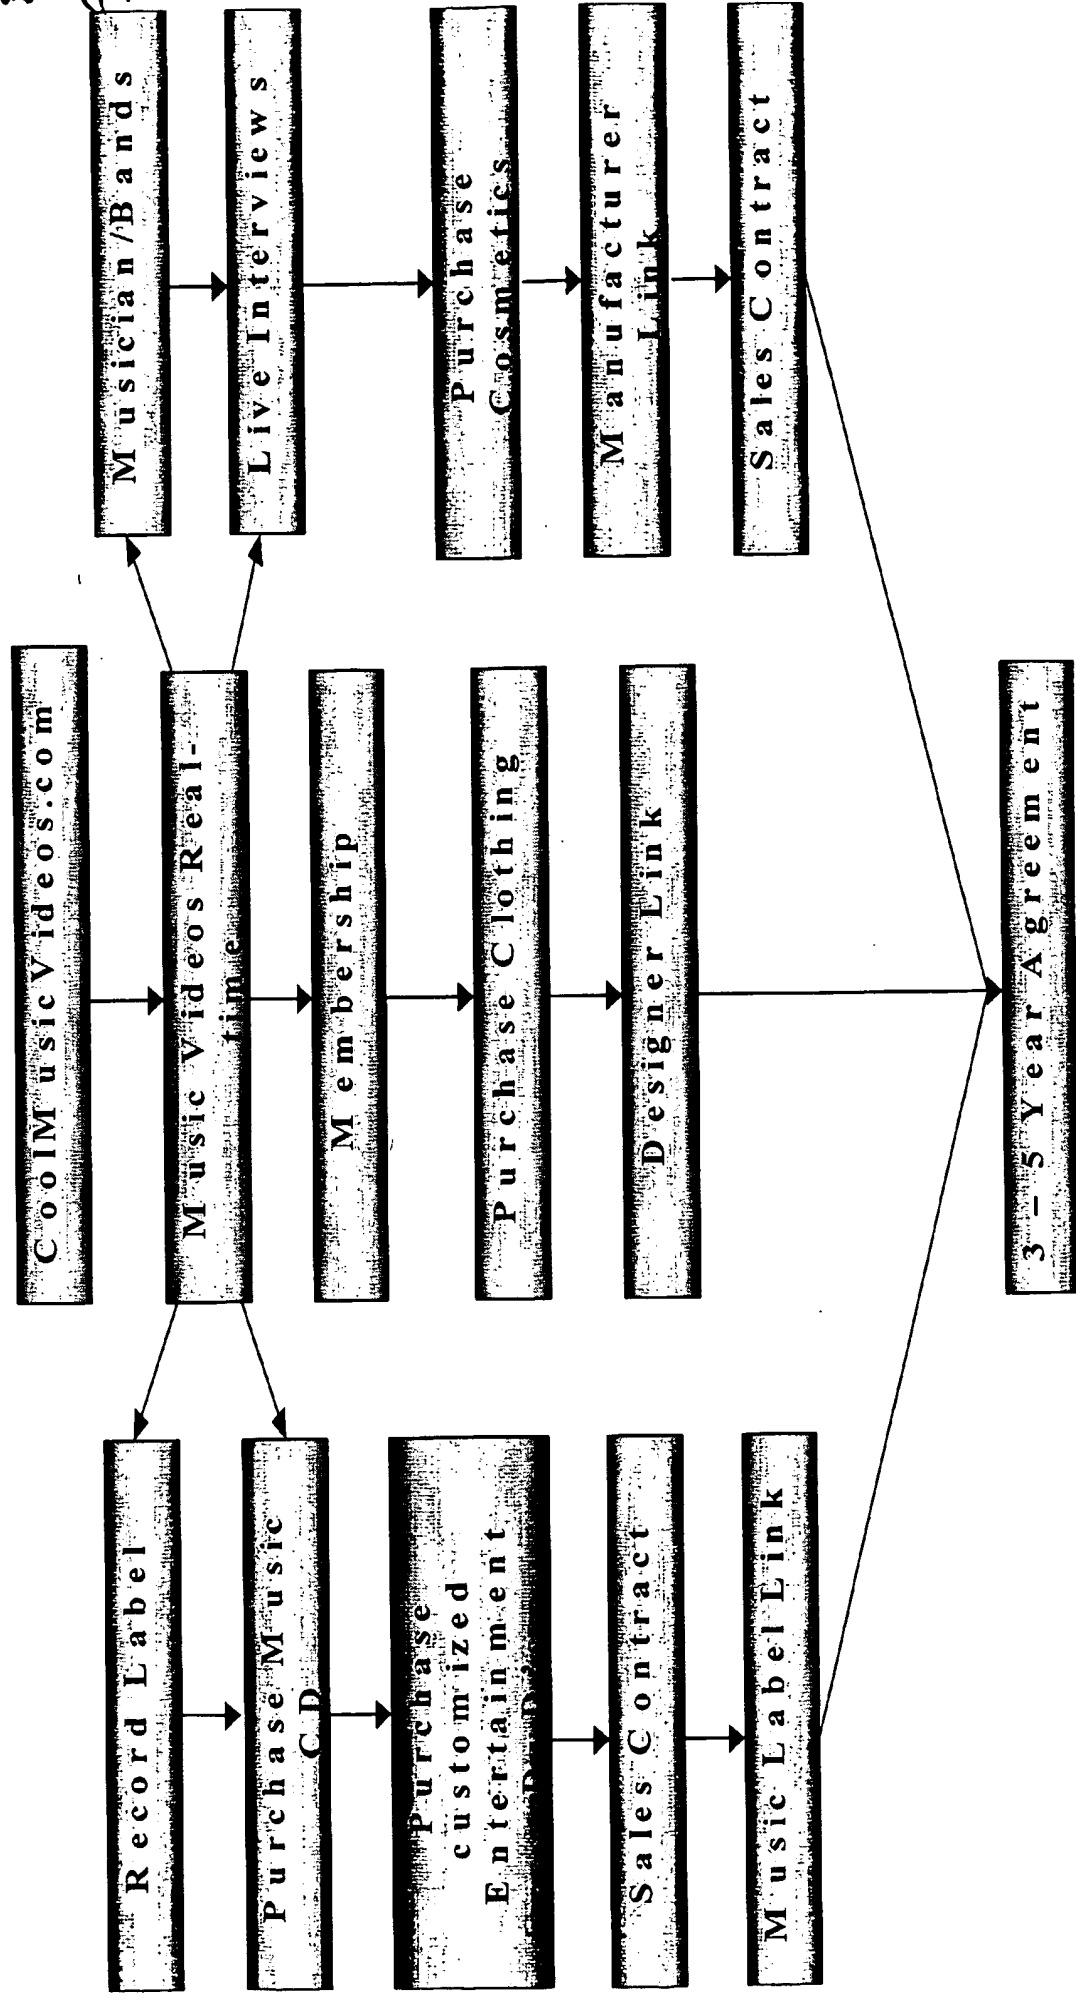 CoolMusicVideos.com
Music Videos Real-
time
Membership
Purchase Clothing
Designer Link
Record Label
Purchase Music
CD
Purchase
customized
Entertainment
Sales Contract
Music Label Link
Musician/Bands
Live Interviews
Purchase
Cosmetics
Manufacturer
Link
Sales Contract
3 – 5 Year Agreement